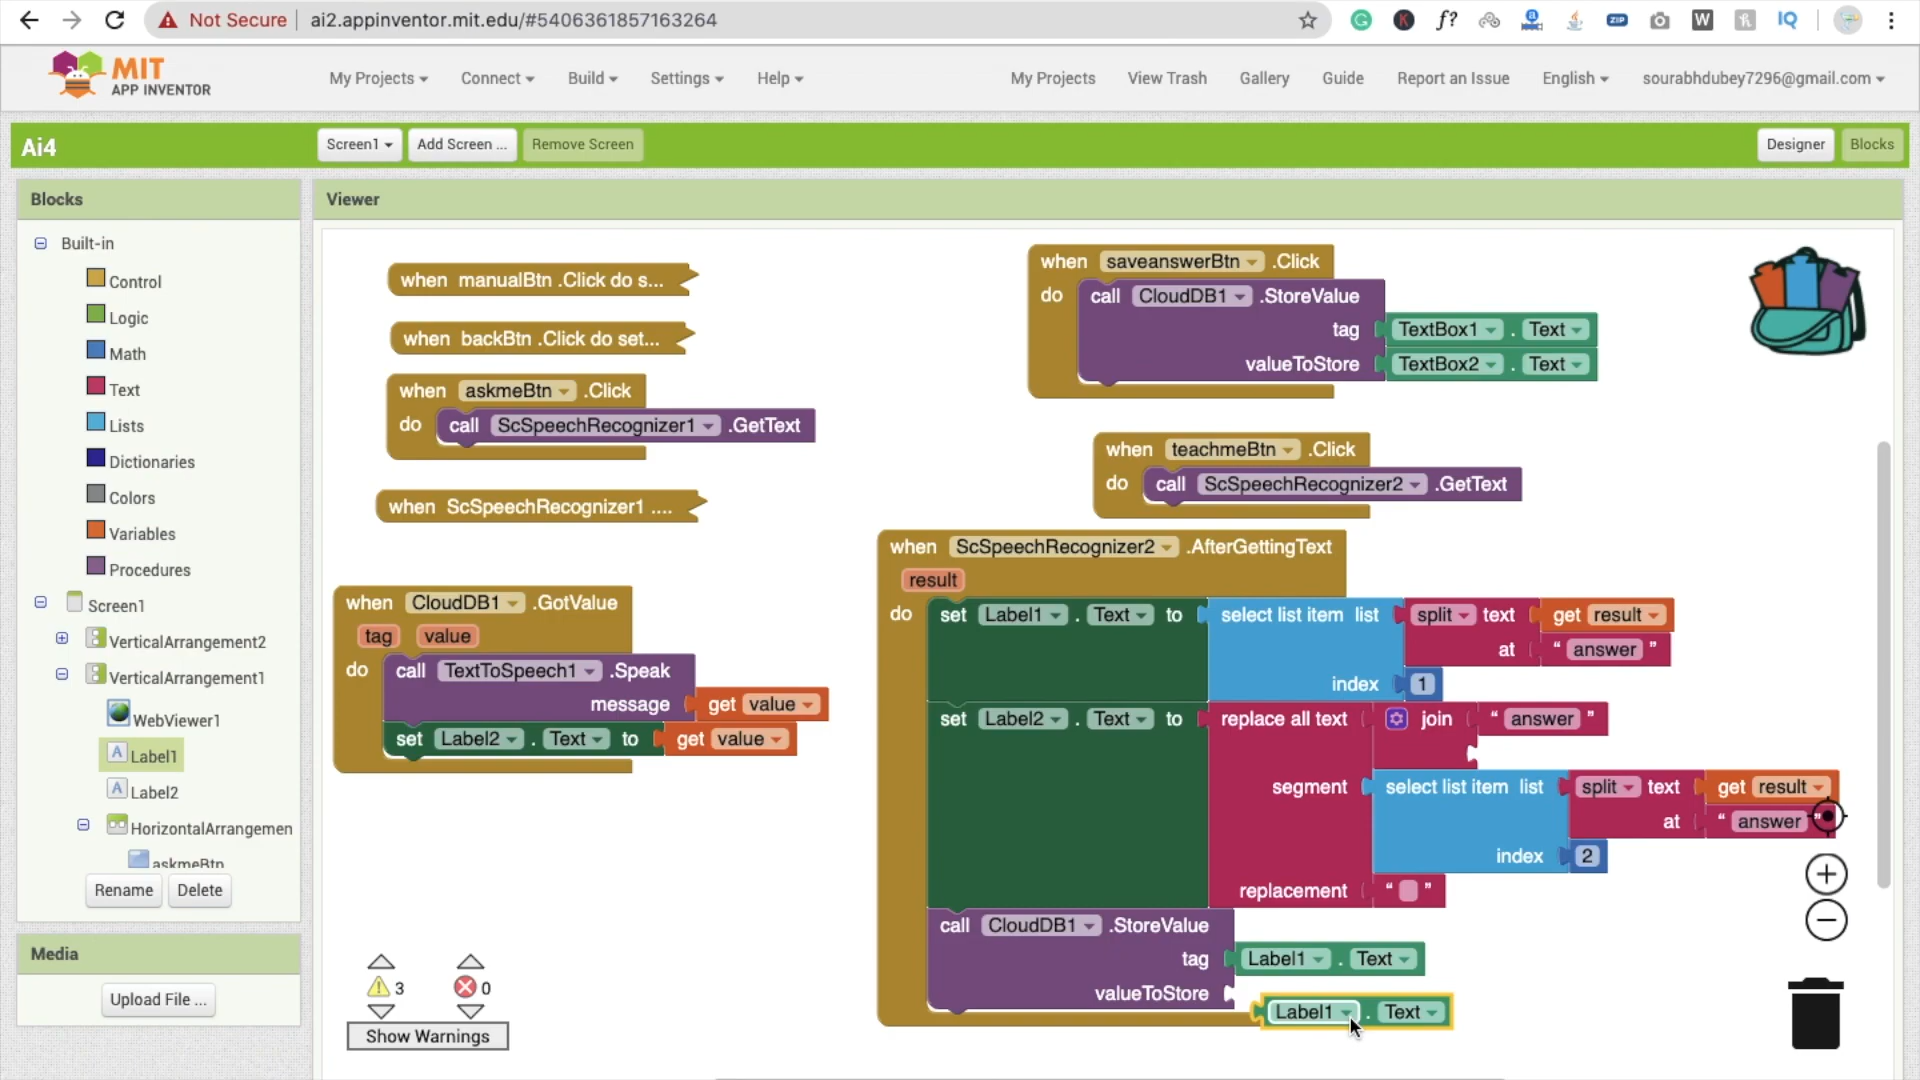 Not Secure
ai2.appinventor.mit.edu/#5406361857163264
f?
ZIP
W
IQ
MIT
APP INVENTOR
My Projects
Connect
Build
Settings
Help
My Projects
View Trash
Gallery
Guide
Report an Issue
English
sourabhdubey7296@gmail.com
Ai4
Screen1
Add Screen ...
Remove Screen
Designer
Blocks
Blocks
Built-in
Control
Logic
Math
Text
Lists
Dictionaries
Colors
Variables
Procedures
Screen1
VerticalArrangement2
VerticalArrangement1
WebViewer1
A Label1
A Label2
HorizontalArrangemen
askmeBtn
Rename
Delete
Media
Upload File ...
Viewer
when manualBtn .Click do s...
when backBtn .Click do set...
when askmeBtn .Click
do call ScSpeechRecognizer1 .GetText
when ScSpeechRecognizer1 ....
when CloudDB1 .GotValue
tag value
do call TextToSpeech1 .Speak
message get value
set Label2 . Text to get value
when saveanswerBtn .Click
do call CloudDB1 .StoreValue
tag TextBox1 . Text
valueToStore TextBox2 . Text
when teachmeBtn .Click
do call ScSpeechRecognizer2 .GetText
when ScSpeechRecognizer2 .AfterGettingText
result
do set Label1 . Text to select list item list split text get result
at “ answer ”
index 1
set Label2 . Text to replace all text join “ answer ”
segment select list item list split text get result
at “ answer ”
index 2
replacement “ ”
call CloudDB1 .StoreValue
tag Label1 . Text
valueToStore
Label1 . Text
3
0
Show Warnings